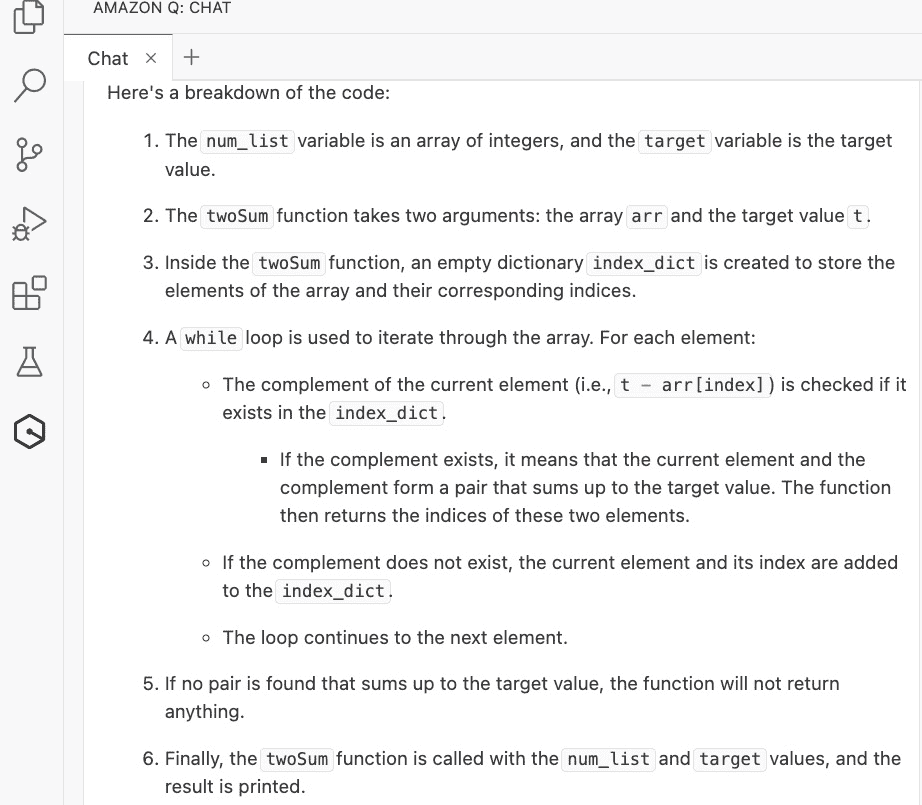 AMAZON Q: CHAT
Chat
Here's a breakdown of the code:
1. The num_list variable is an array of integers, and the target variable is the target
value.
2. The twoSum function takes two arguments: the array arr and the target value t.
3. Inside the twoSum function, an empty dictionary index_dict is created to store the
elements of the array and their corresponding indices.
4. A while loop is used to iterate through the array. For each element:
The complement of the current element (i.e., t - arr[index]) is checked if it
exists in the index_dict.
If the complement exists, it means that the current element and the
complement form a pair that sums up to the target value. The function
then returns the indices of these two elements.
If the complement does not exist, the current element and its index are added
to the index_dict.
The loop continues to the next element.
5. If no pair is found that sums up to the target value, the function will not return
anything.
6. Finally, the twoSum function is called with the num_list and target values, and the
result is printed.